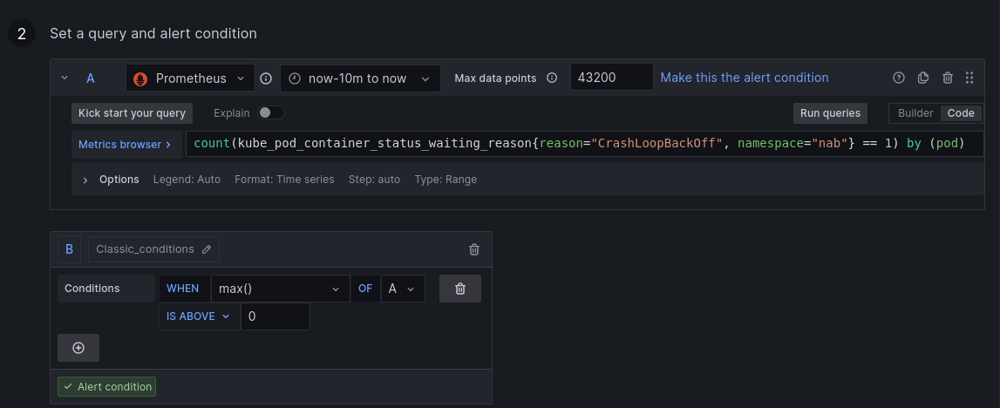 2 Set a query and alert condition
A Prometheus now-10m to now Max data points 43200 Make this the alert condition
Kick start your query Explain Run queries Builder Code
Metrics browser > count(kube_pod_container_status_waiting_reason{reason="CrashLoopBackOff", namespace="nab"} == 1) by (pod)
> Options Legend: Auto Format: Time series Step: auto Type: Range
B Classic_conditions
Conditions WHEN max() OF A
IS ABOVE 0
Alert condition